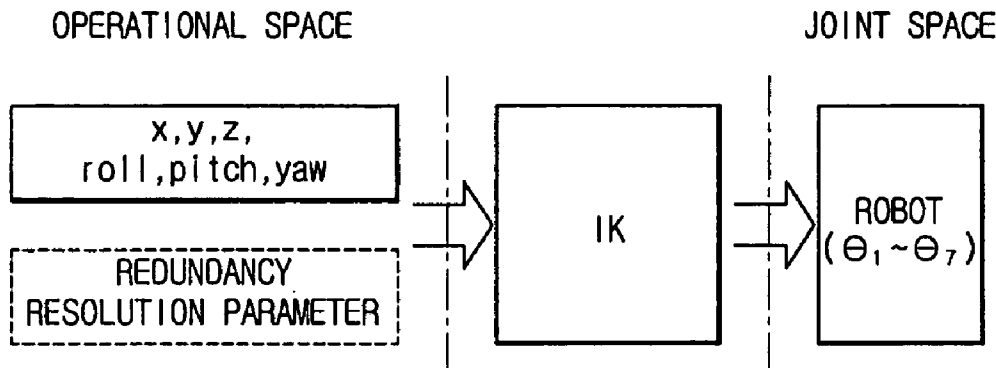 OPERATIONAL SPACE
JOINT SPACE
x,y,z,
roll,pitch,yaw
REDUNDANCY
RESOLUTION PARAMETER
IK
ROBOT
(Θ₁~Θ₇)